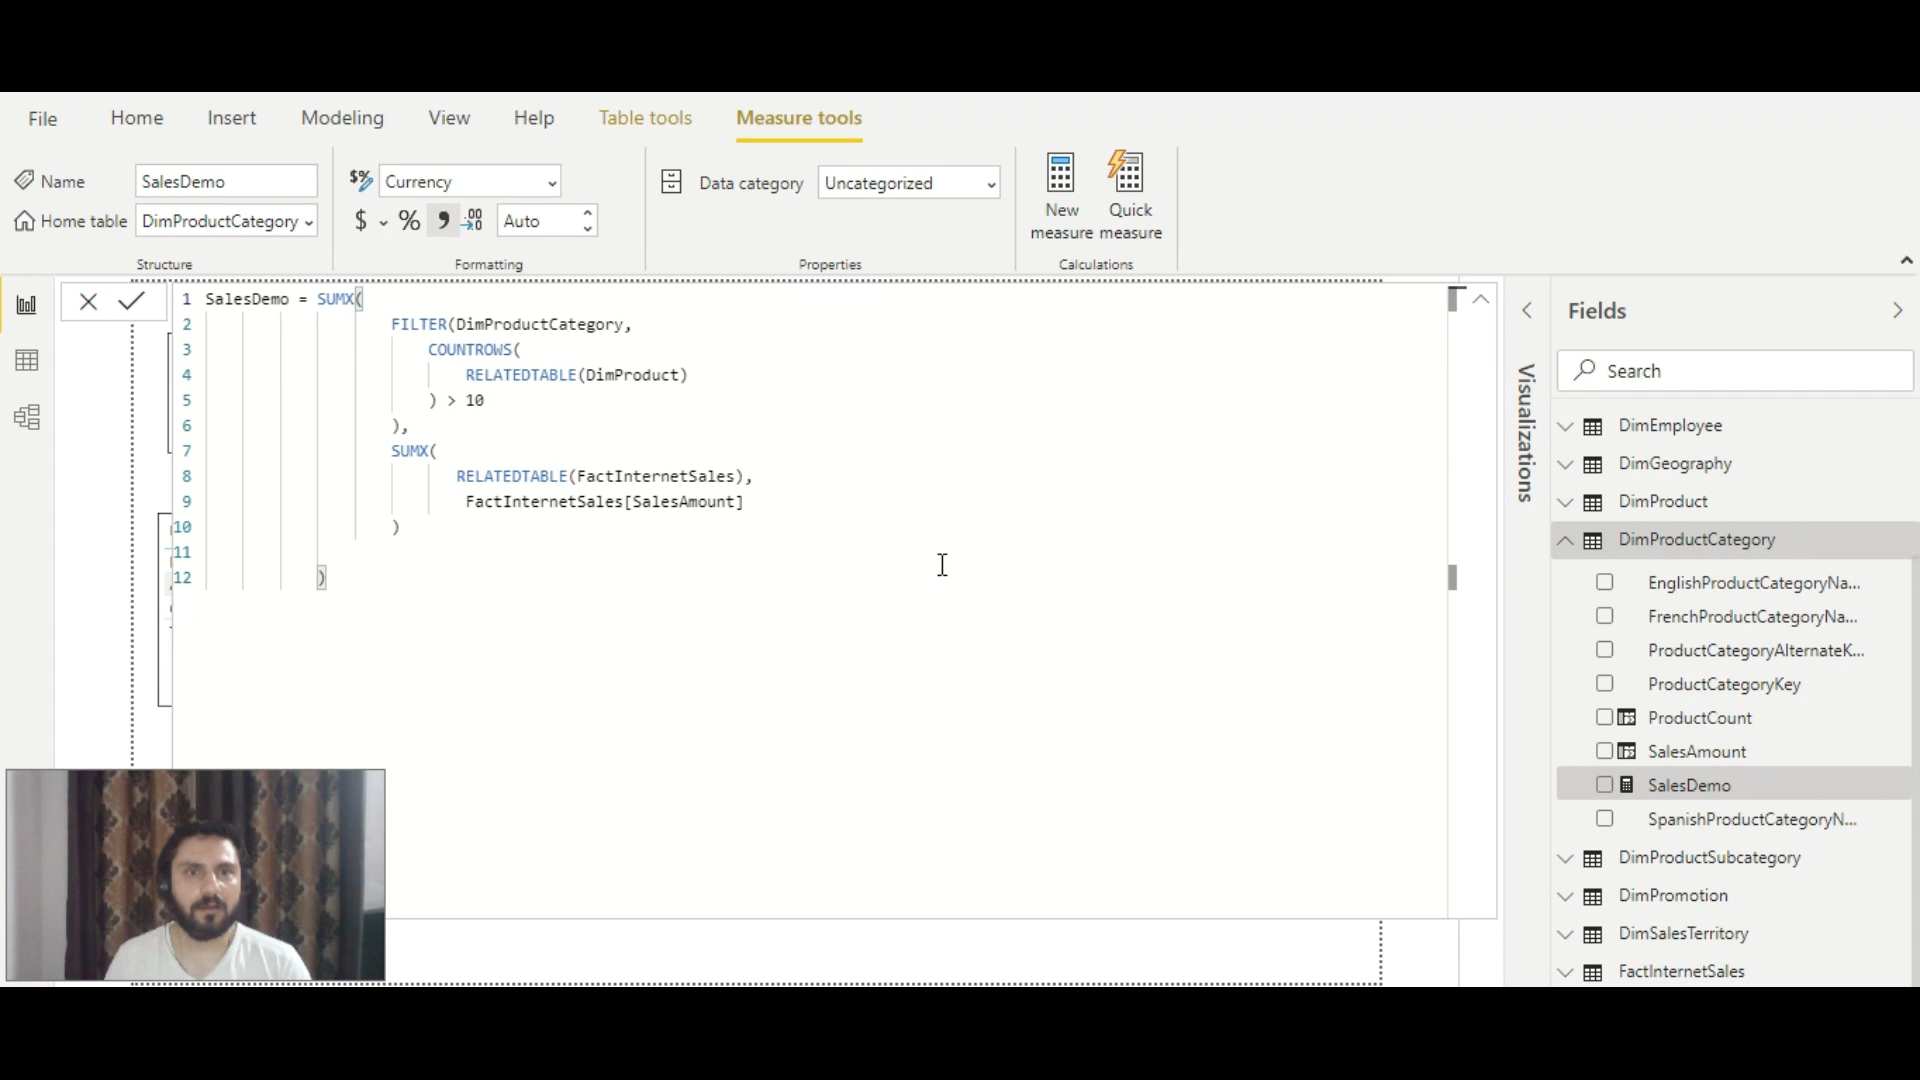 File Home Insert Modeling View Help Table tools Measure tools
Name SalesDemo
Home table DimProductCategory
Structure
$% Currency
$ % , .00 Auto
Formatting
Data category Uncategorized
Properties
New measure
Quick measure
Calculations
1 SalesDemo = SUMX(
2 FILTER(DimProductCategory,
3 COUNTROWS(
4 RELATEDTABLE(DimProduct)
5 ) > 10
6 ),
7 SUMX(
8 RELATEDTABLE(FactInternetSales),
9 FactInternetSales[SalesAmount]
10 )
11
12 )
Visualizations
Fields
Search
DimEmployee
DimGeography
DimProduct
DimProductCategory
EnglishProductCategoryNa...
FrenchProductCategoryNa...
ProductCategoryAlternateK...
ProductCategoryKey
ProductCount
SalesAmount
SalesDemo
SpanishProductCategoryN...
DimProductSubcategory
DimPromotion
DimSalesTerritory
FactInternetSales